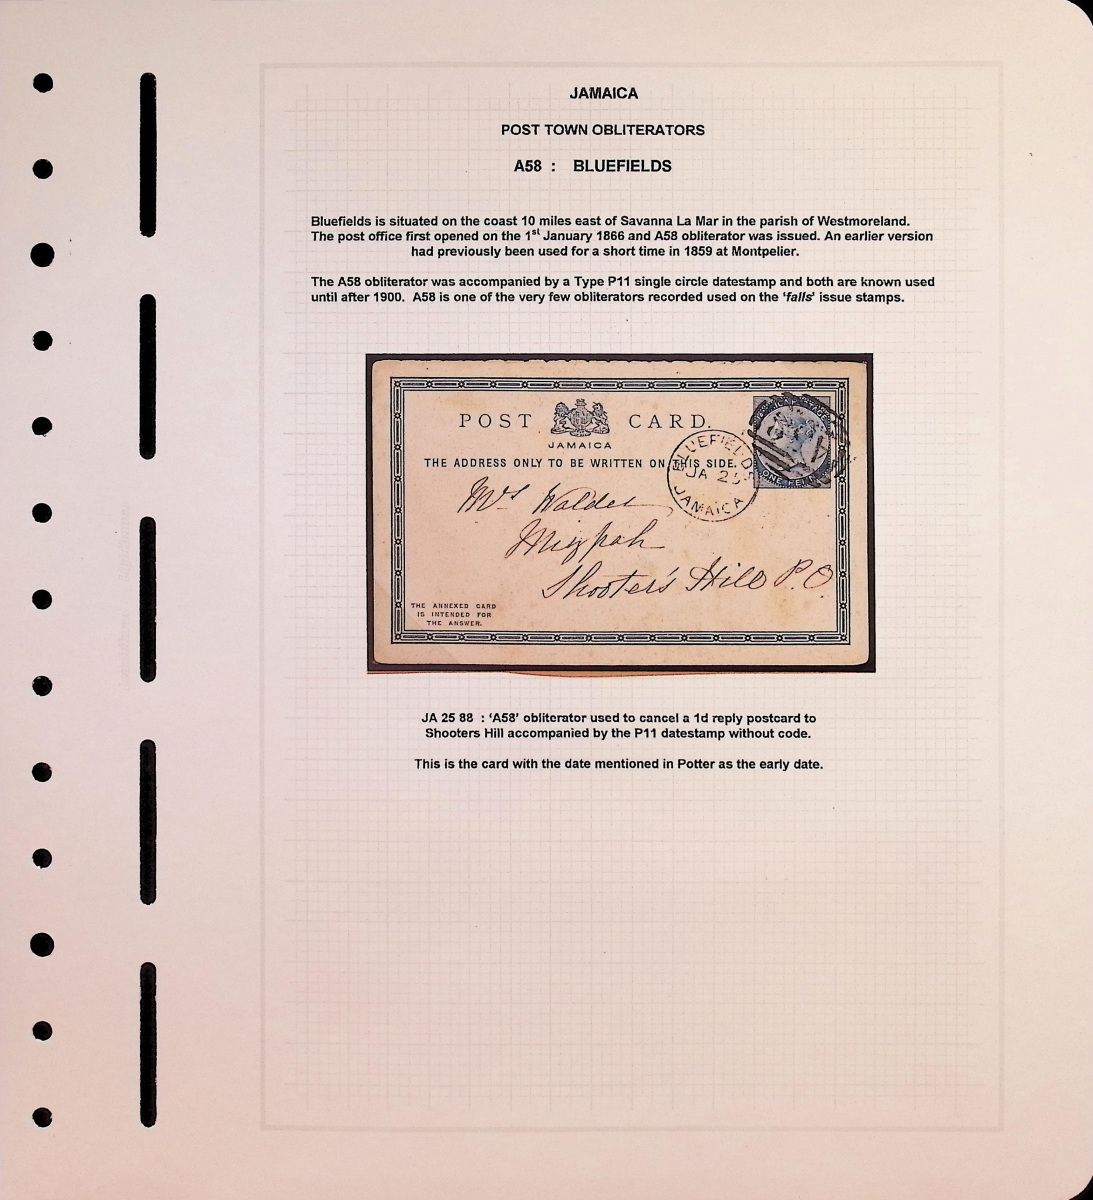 JAMAICA
POST TOWN OBLITERATORS
A58 : BLUEFIELDS
Bluefields is situated on the coast 10 miles east of Savanna La Mar in the parish of Westmoreland.
The post office first opened on the 1st January 1866 and A58 obliterator was issued. An earlier version
had previously been used for a short time in 1859 at Montpelier.
The A58 obliterator was accompanied by a Type P11 single circle datestamp and both are known used
until after 1900. A58 is one of the very few obliterators recorded used on the 'falls' issue stamps.
POST CARD.
JAMAICA
THE ADDRESS ONLY TO BE WRITTEN ON THIS SIDE.
BLUEFIELDS
JA 25
JAMAICA
ONE PENNY
Mrs
Mizpah
Shooter's Hill P.O.
THE ANNEXED CARD
IS INTENDED FOR
THE ANSWER.
JA 25 88 : 'A58' obliterator used to cancel a 1d reply postcard to
Shooters Hill accompanied by the P11 datestamp without code.
This is the card with the date mentioned in Potter as the early date.